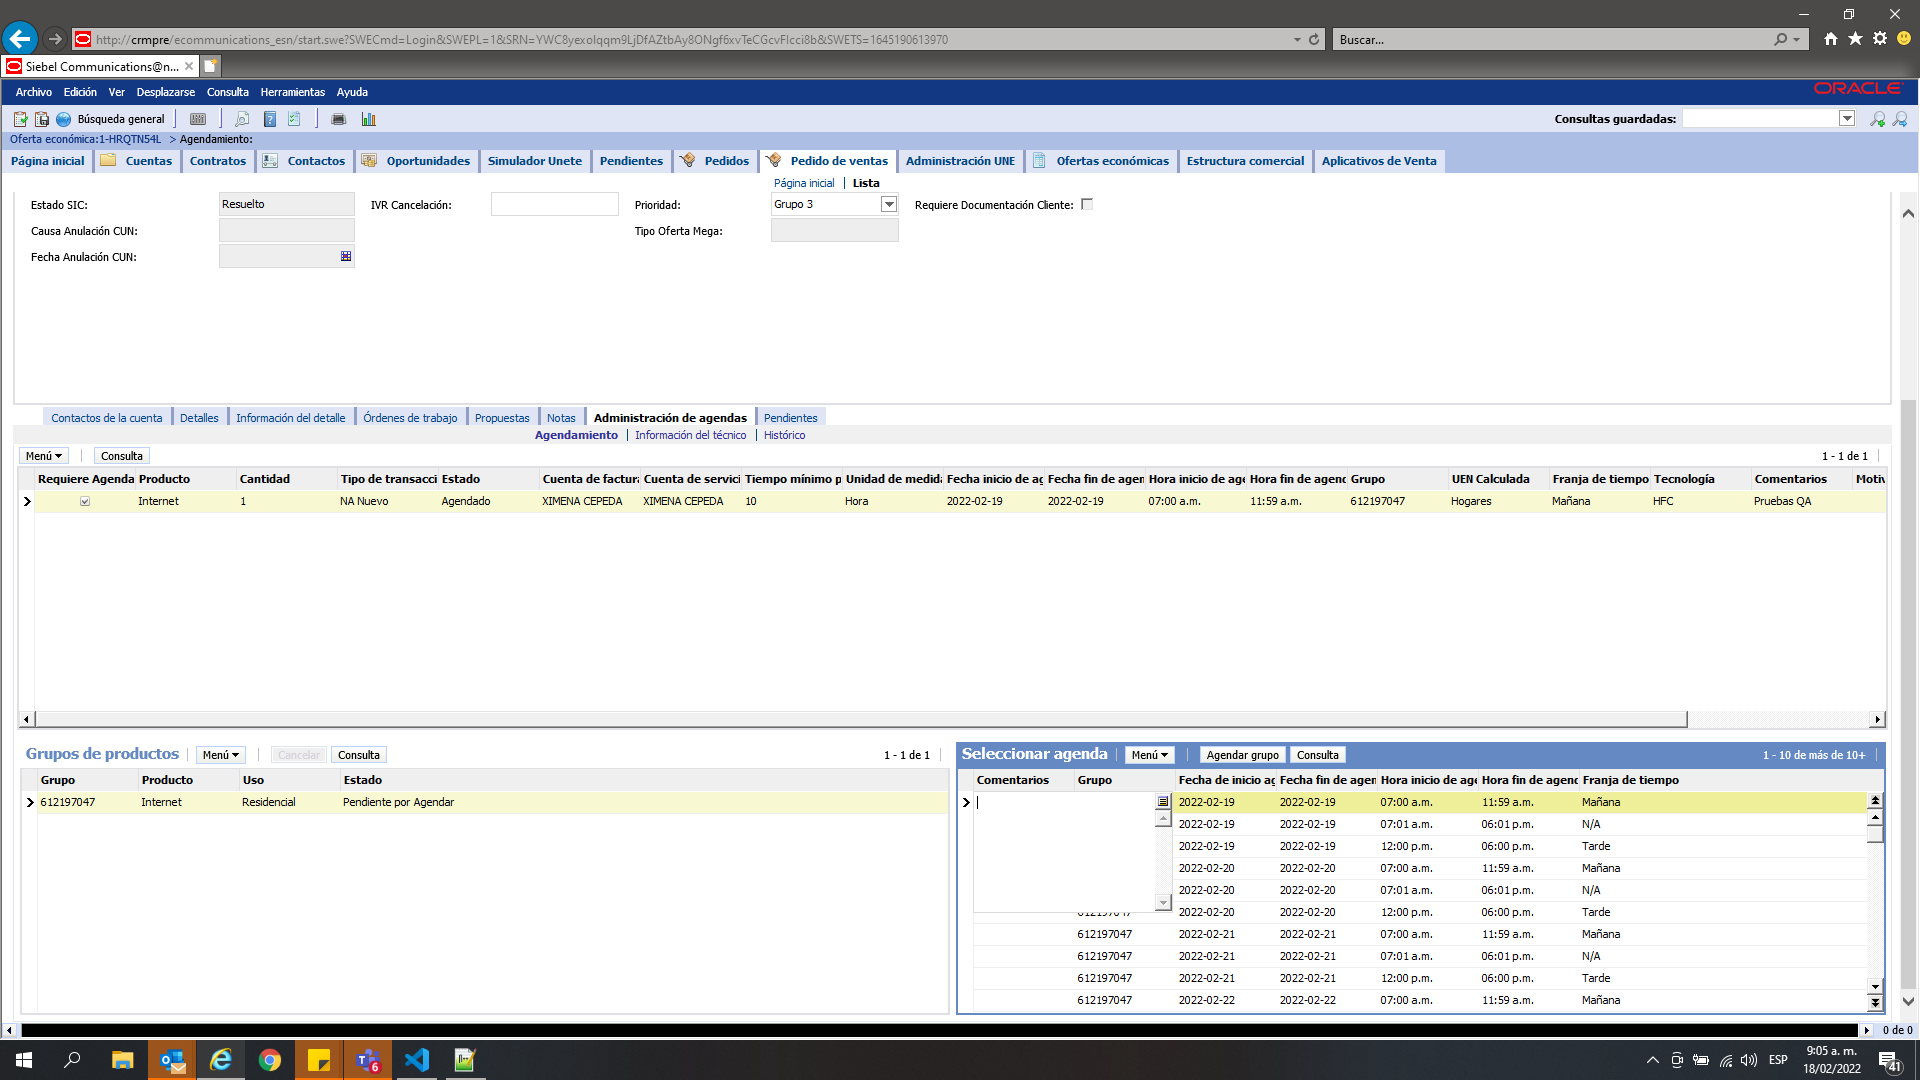 http://crmpre/ecommunications_esn/start.swe?SWECmd=Login&SWEPL=1&SRN=YWC8yexoIqqm9LjDfAZtbAy8ONgf6xvTeCGcvFIcci8b&SWETS=1645190613970
Buscar...
Siebel Communications@n...
Archivo Edición Ver Desplazarse Consulta Herramientas Ayuda
ORACLE
Búsqueda general
Consultas guardadas:
Oferta económica:1-HRQTN54L > Agendamiento:
Página inicial Cuentas Contratos Contactos Oportunidades Simulador Unete Pendientes Pedidos Pedido de ventas Administración UNE Ofertas económicas Estructura comercial Aplicativos de Venta
Página inicial Lista
Estado SIC: Resuelto IVR Cancelación: Prioridad: Grupo 3 Requiere Documentación Cliente:
Causa Anulación CUN: Tipo Oferta Mega:
Fecha Anulación CUN:
Contactos de la cuenta Detalles Información del detalle Órdenes de trabajo Propuestas Notas Administración de agendas Pendientes
Agendamiento Información del técnico Histórico
Menú Consulta 1 - 1 de 1
Requiere Agenda Producto Cantidad Tipo de transacci Estado Cuenta de factura Cuenta de servici Tiempo mínimo p Unidad de medida Fecha inicio de ag Fecha fin de agen Hora inicio de age Hora fin de agend Grupo UEN Calculada Franja de tiempo Tecnología Comentarios Motiv
Internet 1 NA Nuevo Agendado XIMENA CEPEDA XIMENA CEPEDA 10 Hora 2022-02-19 2022-02-19 07:00 a.m. 11:59 a.m. 612197047 Hogares Mañana HFC Pruebas QA
Grupos de productos Menú Cancelar Consulta 1 - 1 de 1
Grupo Producto Uso Estado
612197047 Internet Residencial Pendiente por Agendar
Seleccionar agenda Menú Agendar grupo Consulta 1 - 10 de más de 10+
Comentarios Grupo Fecha de inicio ag Fecha fin de agen Hora inicio de age Hora fin de agend Franja de tiempo
2022-02-19 2022-02-19 07:00 a.m. 11:59 a.m. Mañana
2022-02-19 2022-02-19 07:01 a.m. 06:01 p.m. N/A
2022-02-19 2022-02-19 12:00 p.m. 06:00 p.m. Tarde
2022-02-20 2022-02-20 07:00 a.m. 11:59 a.m. Mañana
2022-02-20 2022-02-20 07:01 a.m. 06:01 p.m. N/A
612197047 2022-02-20 2022-02-20 12:00 p.m. 06:00 p.m. Tarde
612197047 2022-02-21 2022-02-21 07:00 a.m. 11:59 a.m. Mañana
612197047 2022-02-21 2022-02-21 07:01 a.m. 06:01 p.m. N/A
612197047 2022-02-21 2022-02-21 12:00 p.m. 06:00 p.m. Tarde
612197047 2022-02-22 2022-02-22 07:00 a.m. 11:59 a.m. Mañana
0 de 0
6
ESP
9:05 a. m.
18/02/2022
41